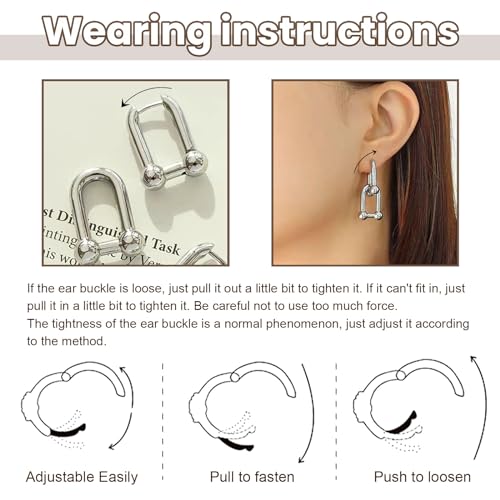 Wearing instructions
Just Distinguished Task
If the ear buckle is loose, just pull it out a little bit to tighten it. If it can't fit in, just
pull it in a little bit to tighten it. Be careful not to use too much force.
The tightness of the ear buckle is a normal phenomenon, just adjust it according
to the method.
Adjustable Easily
Pull to fasten
Push to loosen